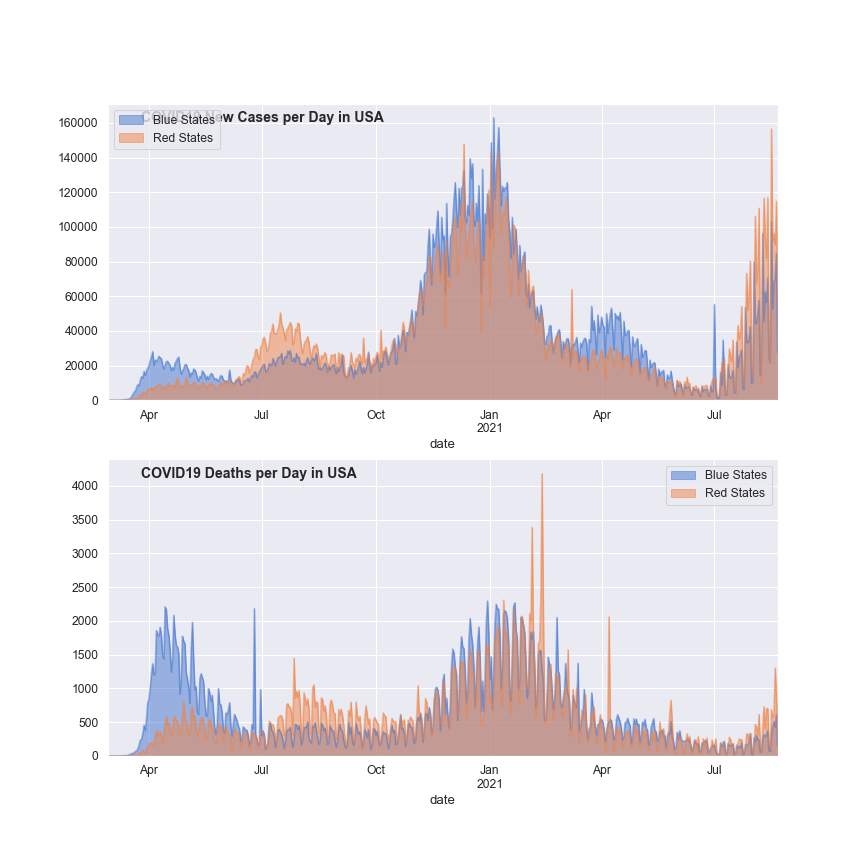 COVID19 New Cases per Day in USA
Blue States
Red States
160000
140000
120000
100000
80000
60000
40000
20000
0
Apr Jul Oct Jan Apr Jul
2021
date
COVID19 Deaths per Day in USA
Blue States
Red States
4000
3500
3000
2500
2000
1500
1000
500
0
Apr Jul Oct Jan Apr Jul
2021
date